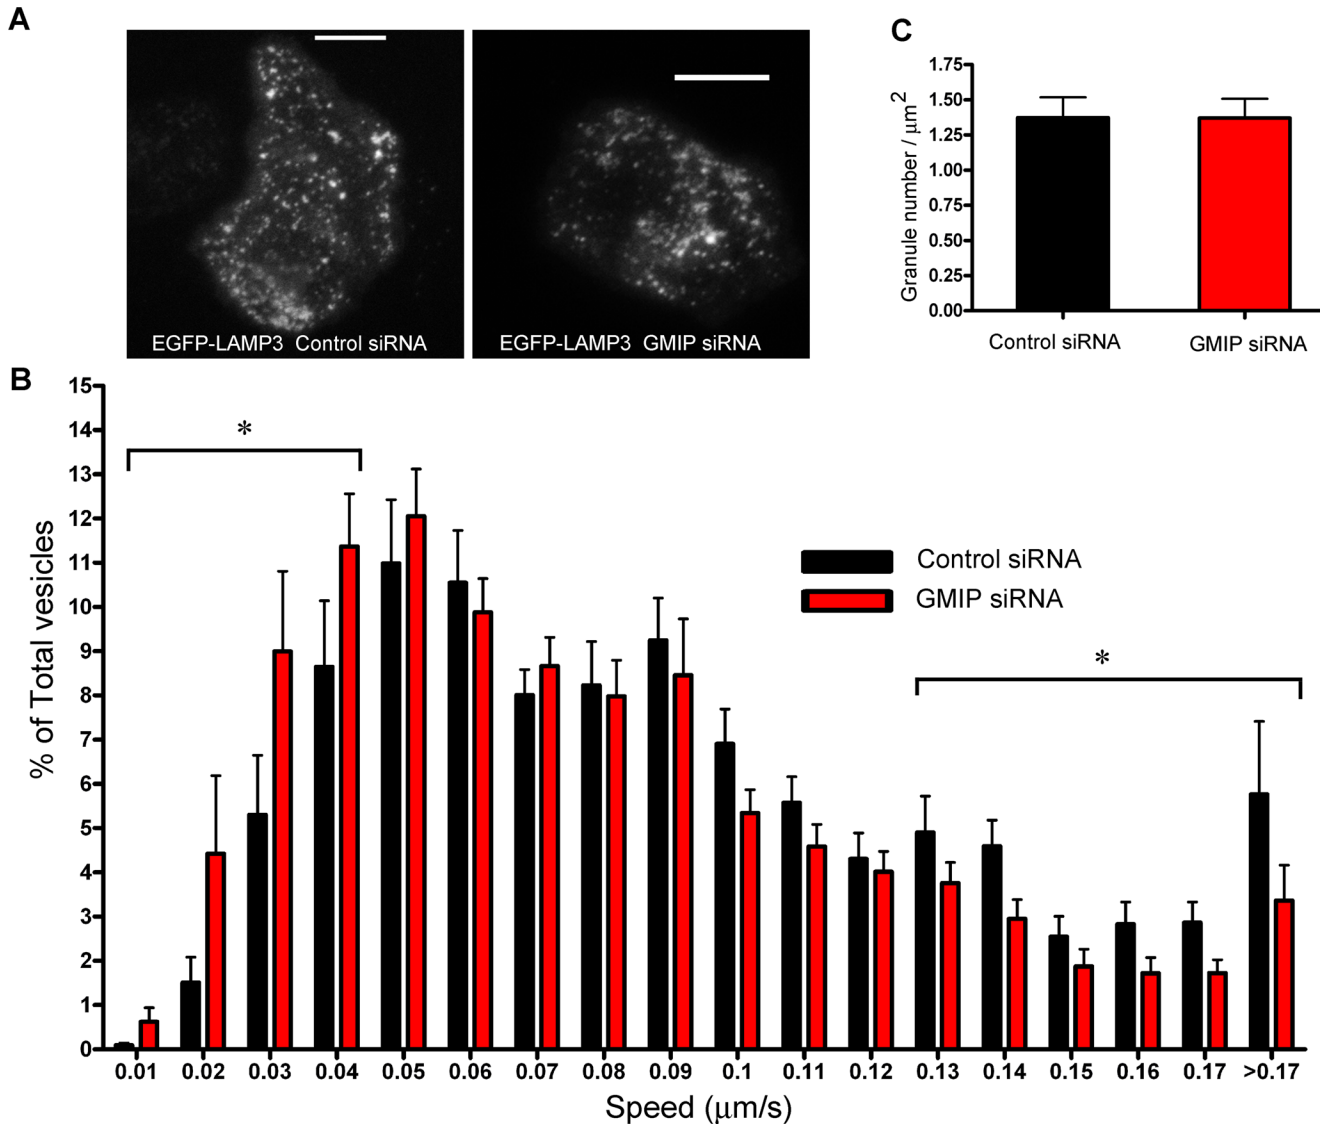 A
EGFP-LAMP3 Control siRNA
EGFP-LAMP3 GMIP siRNA
C
Granule number / μm²
1.75
1.50
1.25
1.00
0.75
0.50
0.25
0.00
Control siRNA
GMIP siRNA
B
% of Total vesicles
15
14
13
12
11
10
9
8
7
6
5
4
3
2
1
0
*
*
Control siRNA
GMIP siRNA
0.01 0.02 0.03 0.04 0.05 0.06 0.07 0.08 0.09 0.1 0.11 0.12 0.13 0.14 0.15 0.16 0.17 >0.17
Speed (μm/s)